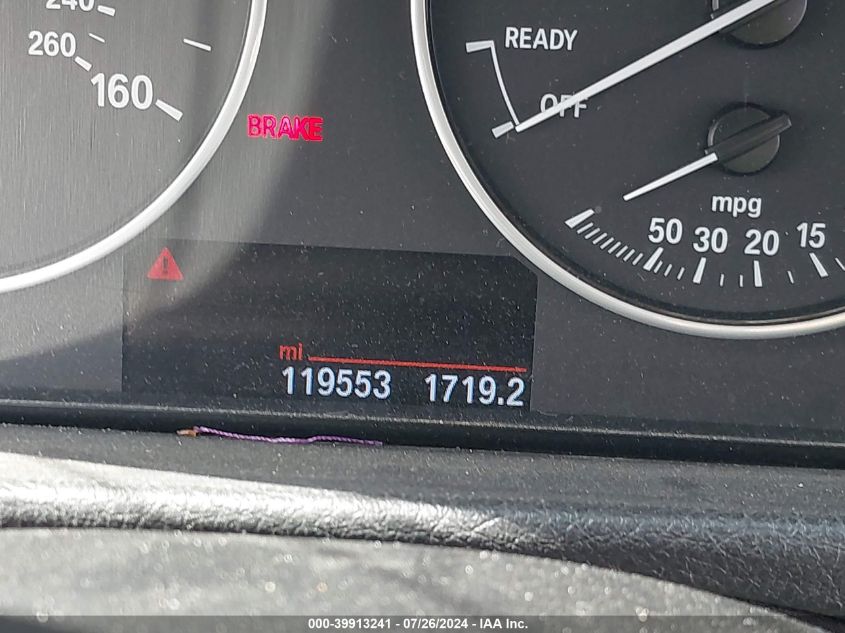 240
260
160
BRAKE
READY
OFF
mpg
50 30 20 15
mi
119553 1719.2
000-39913241 - 07/26/2024 - IAA Inc.